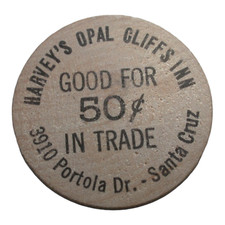 HARVEY'S OPAL CLIFFS INN
GOOD FOR
50¢
IN TRADE
3910 Portola Dr. - Santa Cruz